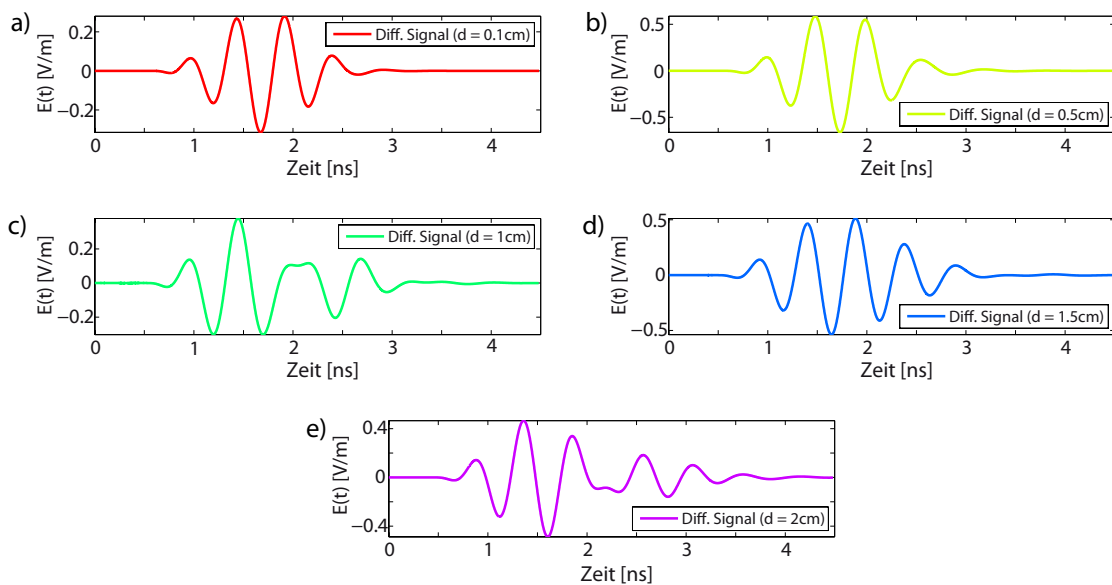 a)
0.2
0
−0.2
E(t) [V/m]
Diff. Signal (d = 0.1cm)
0 1 2 3 4
Zeit [ns]
b)
0.5
0
−0.5
E(t) [V/m]
Diff. Signal (d = 0.5cm)
0 1 2 3 4
Zeit [ns]
c)
0.2
0
−0.2
E(t) [V/m]
Diff. Signal (d = 1cm)
0 1 2 3 4
Zeit [ns]
d)
0.5
0
−0.5
E(t) [V/m]
Diff. Signal (d = 1.5cm)
0 1 2 3 4
Zeit [ns]
e)
0.4
0
−0.4
E(t) [V/m]
Diff. Signal (d = 2cm)
0 1 2 3 4
Zeit [ns]